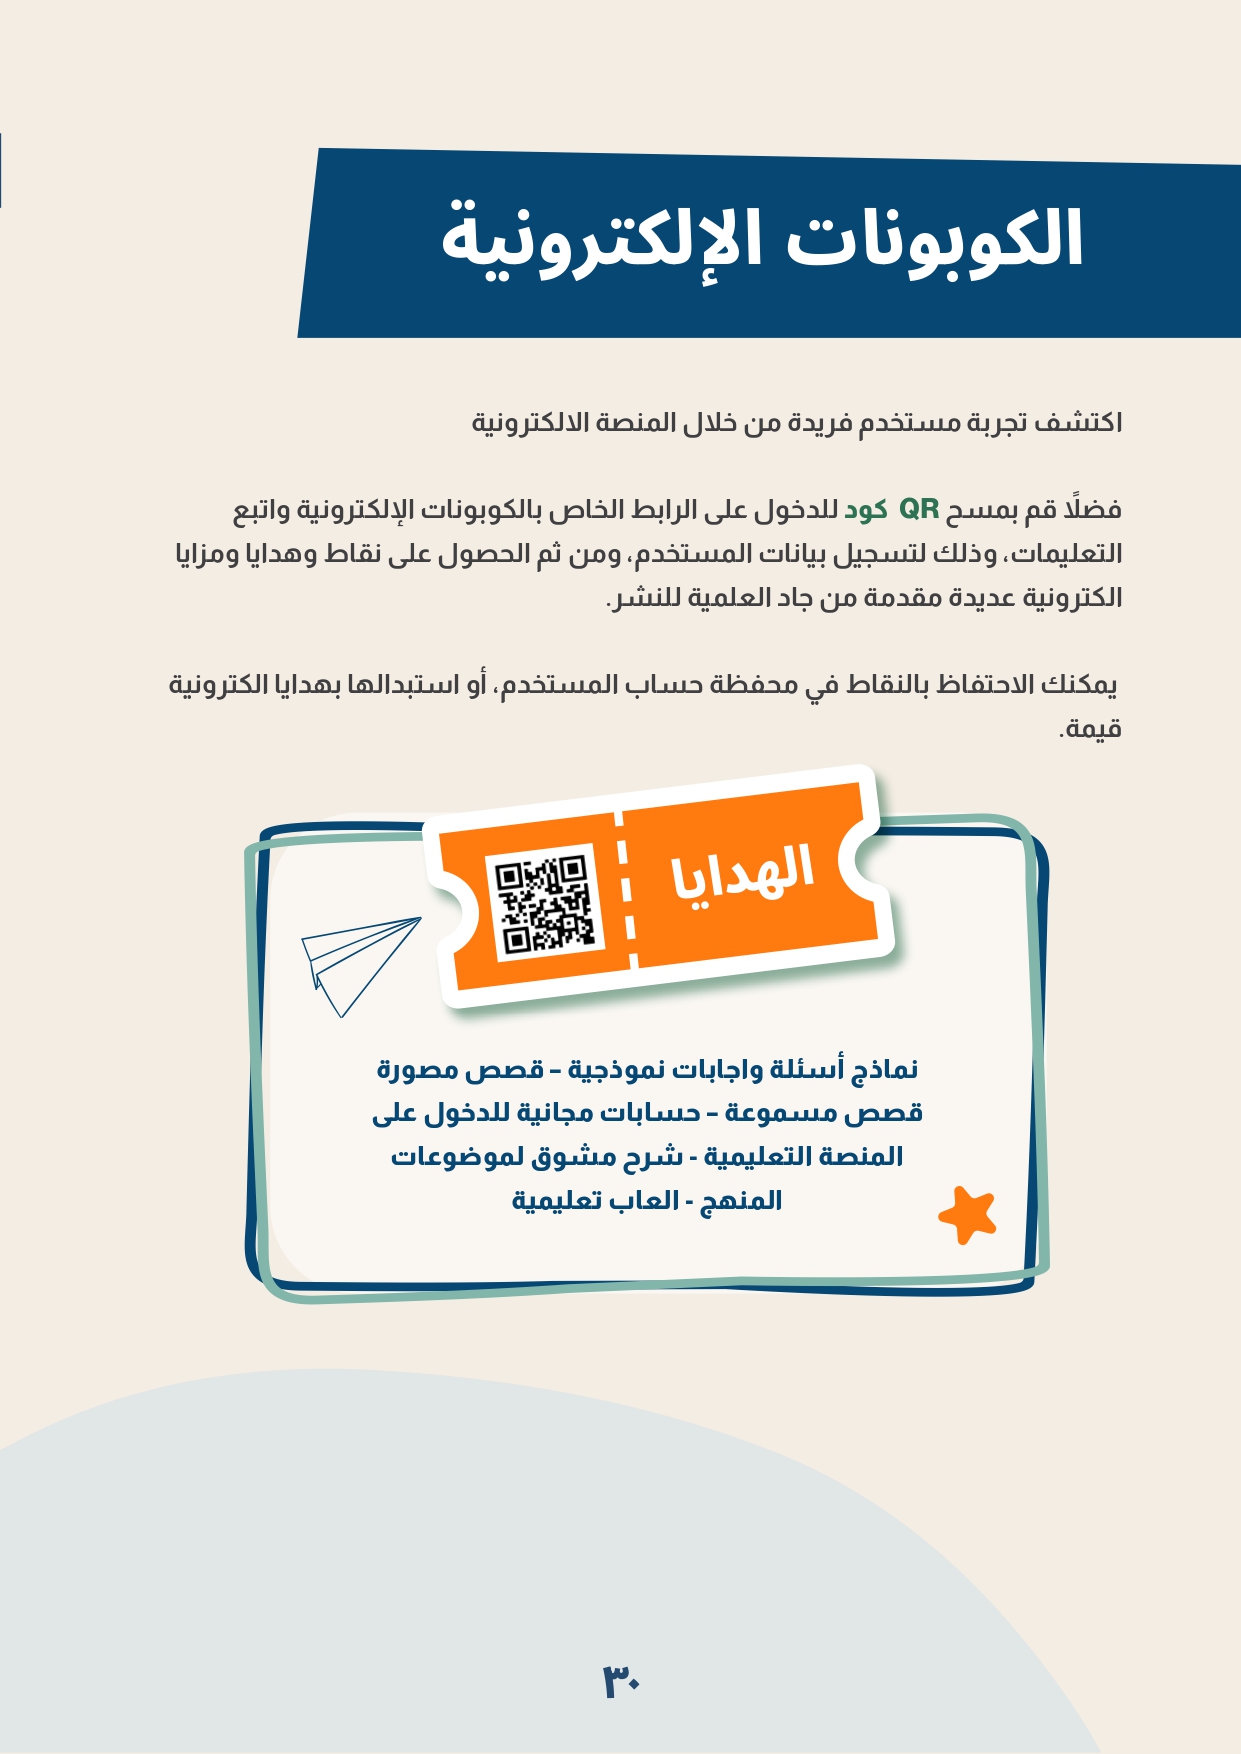 الكوبونات الإلكترونية
اكتشف تجربة مستخدم فريدة من خلال المنصة الالكترونية
فضلًا قم بمسح QR كود للدخول على الرابط الخاص بالكوبونات الإلكترونية واتبع
التعليمات، وذلك لتسجيل بيانات المستخدم، ومن ثم الحصول على نقاط وهدايا ومزايا
الكترونية عديدة مقدمة من جاد العلمية للنشر.
يمكنك الاحتفاظ بالنقاط في محفظة حساب المستخدم، أو استبدالها بهدايا الكترونية
قيمة.
الهدايا
نماذج أسئلة واجابات نموذجية – قصص مصورة
قصص مسموعة – حسابات مجانية للدخول على
المنصة التعليمية - شرح مشوق لموضوعات
المنهج - العاب تعليمية
٣٠